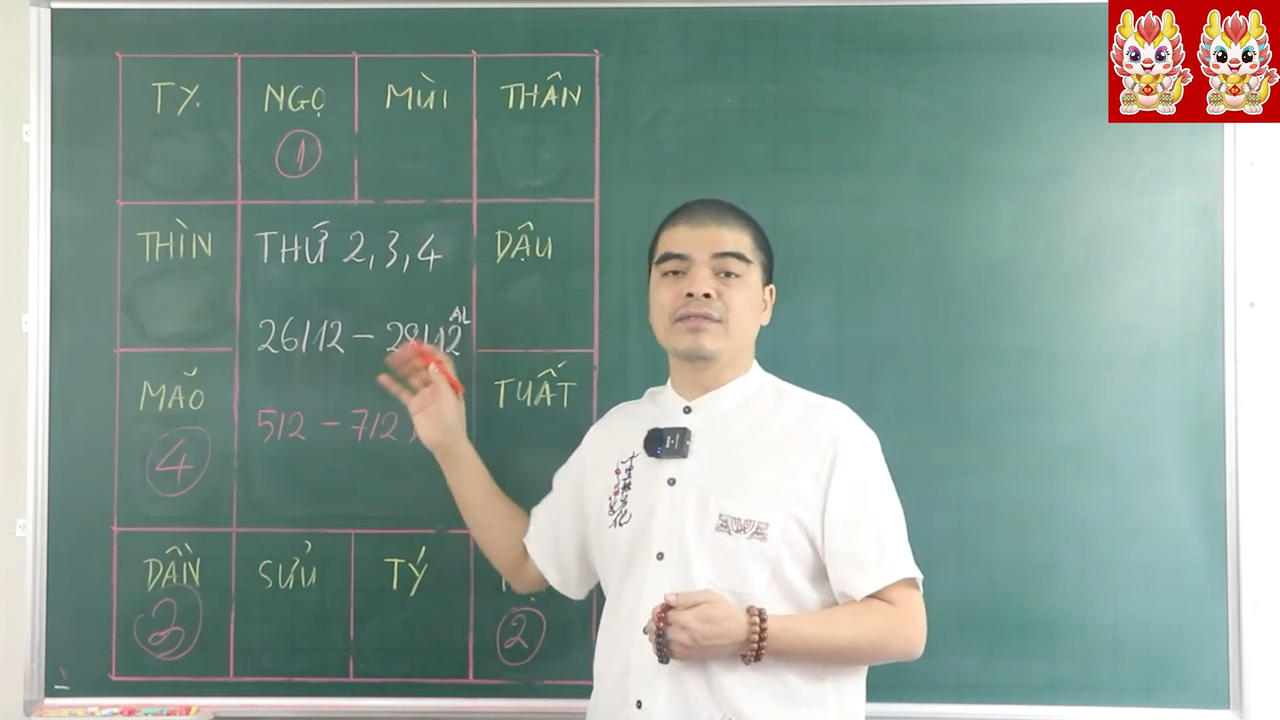 TỴ.
NGỌ
MÙI
THÂN
1
THÌN
THỨ 2,3,4
DẬU
AL
26/12 - 28/12
MÃO
TUẤT
4
5/2 - 7/2
DẦN
SỬU
TÝ
2